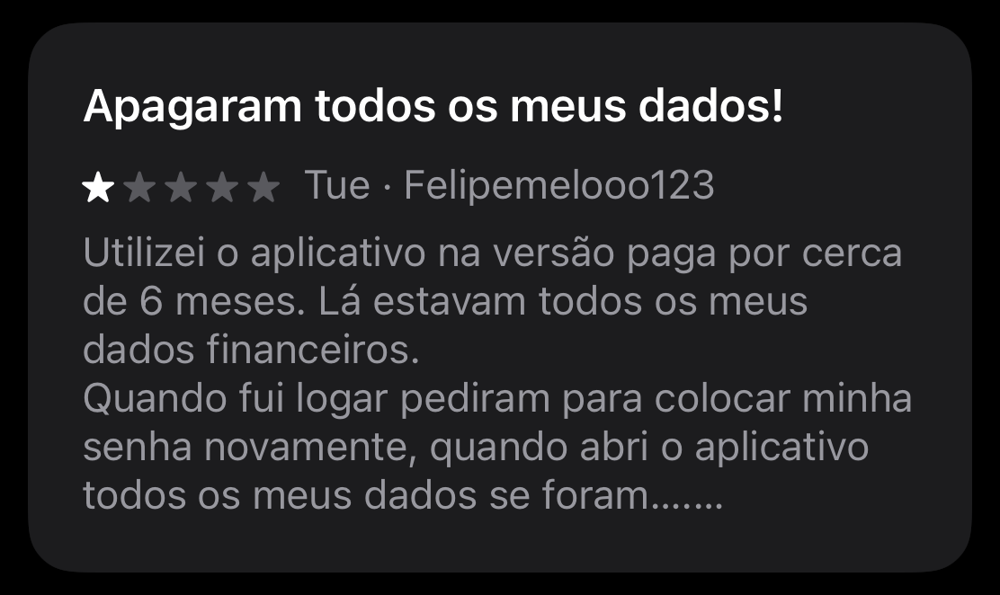 Apagaram todos os meus dados!
Tue · Felipemelooo123
Utilizei o aplicativo na versão paga por cerca
de 6 meses. Lá estavam todos os meus
dados financeiros.
Quando fui logar pediram para colocar minha
senha novamente, quando abri o aplicativo
todos os meus dados se foram.......